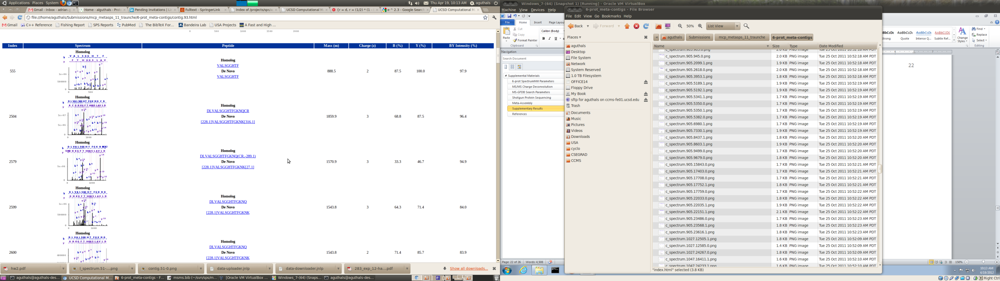 Applications Places System
Thu Apr 19, 10:13 AM aguthals
Gmail - Inbox - adrian.g
Home - alguthals - Prot
Pending Invitations | Li
Fulltext - SpringerLink
Index of /projects/sps/a
UCSD Computational M
{r = d, r = (1/2) * (1 -
e ^ 2.3 - Google Search
UCSD Computational M
file:///home/aguthals/Submissions/mcp_metasps_11_traunche/6-prot_meta-contigs/contig.93.html
Gmail C++ Reference Fishing Report SPS Reports PubMed The BibTeX For... Bandeira Lab USA Projects A Fast and High ...
0 500 1000 1500 2000
Index Spectrum Peptide Mass (m) Charge (z) B (%) Y (%) BY Intensity (%)
Homolog
V A L S G G H T F
F T H G G S L A V
555
Homolog
VALSGGHTF
De Novo
VALSGGHTF
888.5 2 87.5 100.0 97.9
Homolog
2504
Homolog
DLVALSGGHTFGKNQCR
De Novo
[228.1]VALSGGHTFGKNK[316.1]
1859.9 3 68.8 87.5 96.4
Homolog
2579
Homolog
DLVALSGGHTFGKNQ(CR,-289.1)
De Novo
[228.1]VALSGGHTFGKNK[27.1]
1570.9 3 33.3 46.7 94.9
Homolog
2599
Homolog
DLVALSGGHTFGKNQ
De Novo
[228.1]VALSGGHTFGKNK
1543.8 3 64.3 71.4 84.0
Homolog
2600
Homolog
DLVALSGGHTFGKNQ
De Novo
[228.1]VALSGGHTFGKNK
1543.8 2 71.4 85.7 83.9
hw2.pdf l_spectrum.51-....png contig.51-0.png data-uploader.jnlp data-downloader.jnlp 283_exp_12-ha....pdf Show all downloads...
aguthals@aguthals-des... UCSD Computational M... 6-prot_meta-contigs - F... msms.bib (~/svn/sps/m... [Oracle VM VirtualBox ... Windows_7-(64) (Snaps... aguthals@aguthals-des...
Windows_7-(64) (Snapshot 1) [Running] - Oracle VM VirtualBox
Machine View Devices Help
File Home Insert Page Layou
Cut
Copy
Format Painter
Paste
Clipboard
Calibri (Body)
B I U
Navigation
Search Document
Supplemental Materials
6-prot SpectrumMill Parameters
MS/MS Charge Deconvolution
MS-GFDB Search Parameters
Shotgun Protein Sequencing
Meta-Assembly
Supplementary Results
References
Page: 22 of 26 Words: 4,508
6-prot_meta-contigs - File Browser
File Edit View Go Bookmarks Help
Back Forward 50% List View
Places
aguthals Submissions mcp_metasps_11_traunche 6-prot_meta-contigs
aguthals
Desktop
File System
Network
System Reserved
1.0 TB Filesystem
OFFICE14
Floppy Drive
My Book
sftp for aguthals on ccms-fe01.ucsd.edu
Trash
Documents
Music
Pictures
Videos
Downloads
USA
cyclo
CSEGRAD
CCMS
Name Size Type Date Modified
c_spectrum.905.945.0.png 2.0 KB PNG image Tue 25 Oct 2011 10:52:18 AM PDT
c_spectrum.905.2099.1.png 1.9 KB PNG image Tue 25 Oct 2011 10:52:18 AM PDT
c_spectrum.905.2618.0.png 2.0 KB PNG image Tue 25 Oct 2011 10:52:18 AM PDT
c_spectrum.905.3953.1.png 1.8 KB PNG image Tue 25 Oct 2011 10:52:18 AM PDT
c_spectrum.905.5189.1.png 1.9 KB PNG image Tue 25 Oct 2011 10:52:19 AM PDT
c_spectrum.905.5192.1.png 1.9 KB PNG image Tue 25 Oct 2011 10:52:19 AM PDT
c_spectrum.905.5341.1.png 1.7 KB PNG image Tue 25 Oct 2011 10:52:19 AM PDT
c_spectrum.905.5350.0.png 1.7 KB PNG image Tue 25 Oct 2011 10:52:19 AM PDT
c_spectrum.905.5350.1.png 1.7 KB PNG image Tue 25 Oct 2011 10:52:19 AM PDT
c_spectrum.905.5382.0.png 1.7 KB PNG image Tue 25 Oct 2011 10:52:19 AM PDT
c_spectrum.905.6980.1.png 1.7 KB PNG image Tue 25 Oct 2011 10:52:19 AM PDT
c_spectrum.905.7330.1.png 1.9 KB PNG image Tue 25 Oct 2011 10:52:19 AM PDT
c_spectrum.905.8437.1.png 1.8 KB PNG image Tue 25 Oct 2011 10:52:20 AM PDT
c_spectrum.905.8603.1.png 1.9 KB PNG image Tue 25 Oct 2011 10:52:20 AM PDT
c_spectrum.905.9499.0.png 1.7 KB PNG image Tue 25 Oct 2011 10:52:20 AM PDT
c_spectrum.905.9679.0.png 1.8 KB PNG image Tue 25 Oct 2011 10:52:20 AM PDT
c_spectrum.905.15843.0.png 1.7 KB PNG image Tue 25 Oct 2011 10:52:21 AM PDT
c_spectrum.905.17403.0.png 1.7 KB PNG image Tue 25 Oct 2011 10:52:21 AM PDT
c_spectrum.905.17708.0.png 1.7 KB PNG image Tue 25 Oct 2011 10:52:21 AM PDT
c_spectrum.905.17752.1.png 1.8 KB PNG image Tue 25 Oct 2011 10:52:21 AM PDT
c_spectrum.905.17759.0.png 1.7 KB PNG image Tue 25 Oct 2011 10:52:22 AM PDT
c_spectrum.905.22033.0.png 1.8 KB PNG image Tue 25 Oct 2011 10:52:22 AM PDT
c_spectrum.905.22035.1.png 1.9 KB PNG image Tue 25 Oct 2011 10:52:22 AM PDT
c_spectrum.905.22151.1.png 2.1 KB PNG image Tue 25 Oct 2011 10:52:22 AM PDT
c_spectrum.905.23486.0.png 1.7 KB PNG image Tue 25 Oct 2011 10:52:23 AM PDT
c_spectrum.905.23568.1.png 1.8 KB PNG image Tue 25 Oct 2011 10:52:23 AM PDT
c_spectrum.905.23616.1.png 1.8 KB PNG image Tue 25 Oct 2011 10:52:23 AM PDT
c_spectrum.1027.12505.1.png 1.8 KB PNG image Tue 25 Oct 2011 10:52:09 AM PDT
c_spectrum.1027.12585.0.png 1.4 KB PNG image Tue 25 Oct 2011 10:52:09 AM PDT
c_spectrum.1027.24267.0.png 1.8 KB PNG image Tue 25 Oct 2011 10:52:09 AM PDT
c_spectrum.1047.16411.1.png 1.6 KB PNG image Tue 25 Oct 2011 10:52:10 AM PDT
c_spectrum.1047.24233.1.png 1.6 KB PNG image Tue 25 Oct 2011 10:52:10 AM PDT
"index.html" selected (3.8 KB)
BbCcDc AaBbCcDc AaBbCcDc AABBCCDC
trong Quote Intense Q... Subtle Ref...
Change Styles
Find
Replace
Select
Editing
22
150%
10:13 AM
4/19/2012
Right Ctrl